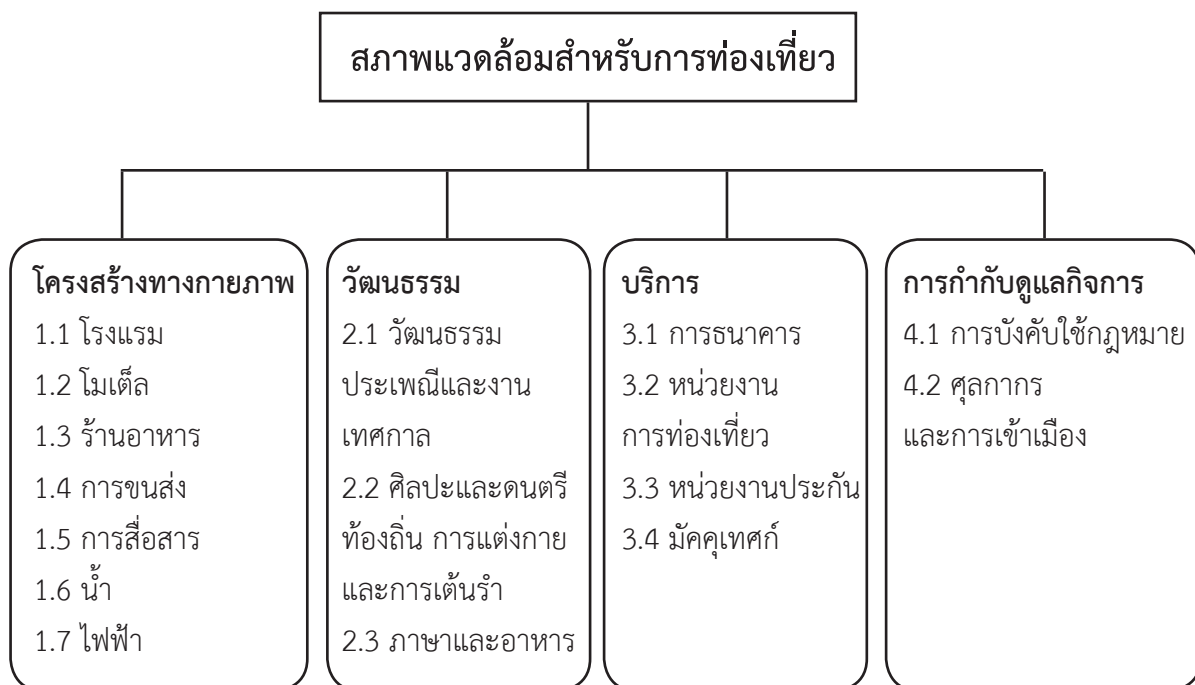 สภาพแวดล้อมสำหรับการท่องเที่ยว
โครงสร้างทางกายภาพ
1.1 โรงแรม
1.2 โมเต็ล
1.3 ร้านอาหาร
1.4 การขนส่ง
1.5 การสื่อสาร
1.6 น้ำ
1.7 ไฟฟ้า
วัฒนธรรม
2.1 วัฒนธรรม
ประเพณีและงาน
เทศกาล
2.2 ศิลปะและดนตรี
ท้องถิ่น การแต่งกาย
และการเต้นรำ
2.3 ภาษาและอาหาร
บริการ
3.1 การธนาคาร
3.2 หน่วยงาน
การท่องเที่ยว
3.3 หน่วยงานประกัน
3.4 มัคคุเทศก์
การกำกับดูแลกิจการ
4.1 การบังคับใช้กฎหมาย
4.2 ศุลกากร
และการเข้าเมือง